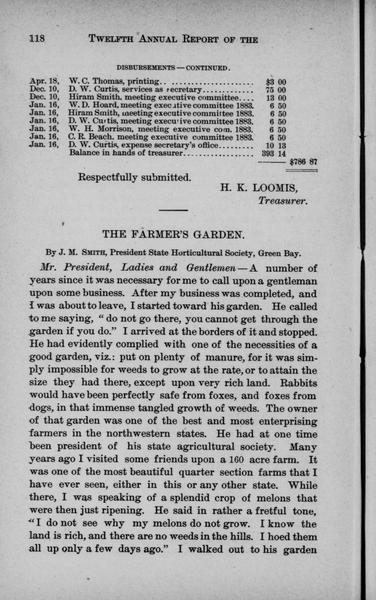 118 TWELFTH ANNUAL REPORT OF THE
DISBURSEMENTS—CONTINUED.
Apr. 18, W. C. Thomas, printing.......................... $3 00
Dec. 10, D. W. Curtis, services as secretary............... 75 00
Dec. 10, Hiram Smith, meeting executive committee.... 13 00
Jan. 16, W. D. Hoard, meeting executive committee 1883. 6 50
Jan. 16, Hiram Smith, meeting executive committee 1883. 6 50
Jan. 16, D. W. Curtis, meeting executive committee 1883. 6 50
Jan. 16, W. H. Morrison, meeting executive com. 1883. 6 50
Jan. 16, C. R. Beach, meeting executive committee 1883. 6 50
Jan. 16, D. W. Curtis, expense secretary's office......... 10 13
Balance in hands of treasurer................... 393 14
$786 87
Respectfully submitted.
H. K. LOOMIS,
Treasurer.
THE FARMER'S GARDEN.
By J. M. SMITH, President State Horticultural Society, Green Bay.
Mr. President, Ladies and Gentlemen — A number of
years since it was necessary for me to call upon a gentleman
upon some business. After my business was completed, and
I was about to leave, I started toward his garden. He called
to me saying, "do not go there, you cannot get through the
garden if you do." I arrived at the borders of it and stopped.
He had evidently complied with one of the necessities of a
good garden, viz.: put on plenty of manure, for it was sim-
ply impossible for weeds to grow at the rate, or to attain the
size they had there, except upon very rich land. Rabbits
would have been perfectly safe from foxes, and foxes from
dogs, in that immense tangled growth of weeds. The owner
of that garden was one of the best and most enterprising
farmers in the northwestern states. He had at one time
been president of his state agricultural society. Many
years ago I visited some friends upon a 160 acre farm. It
was one of the most beautiful quarter section farms that I
have ever seen, either in this or any other state. While
there, I was speaking of a splendid crop of melons that
were then just ripening. He said in rather a fretful tone,
"I do not see why my melons do not grow. I know the
land is rich, and there are no weeds in the hills. I hoed them
all up only a few days ago." I walked out to his garden